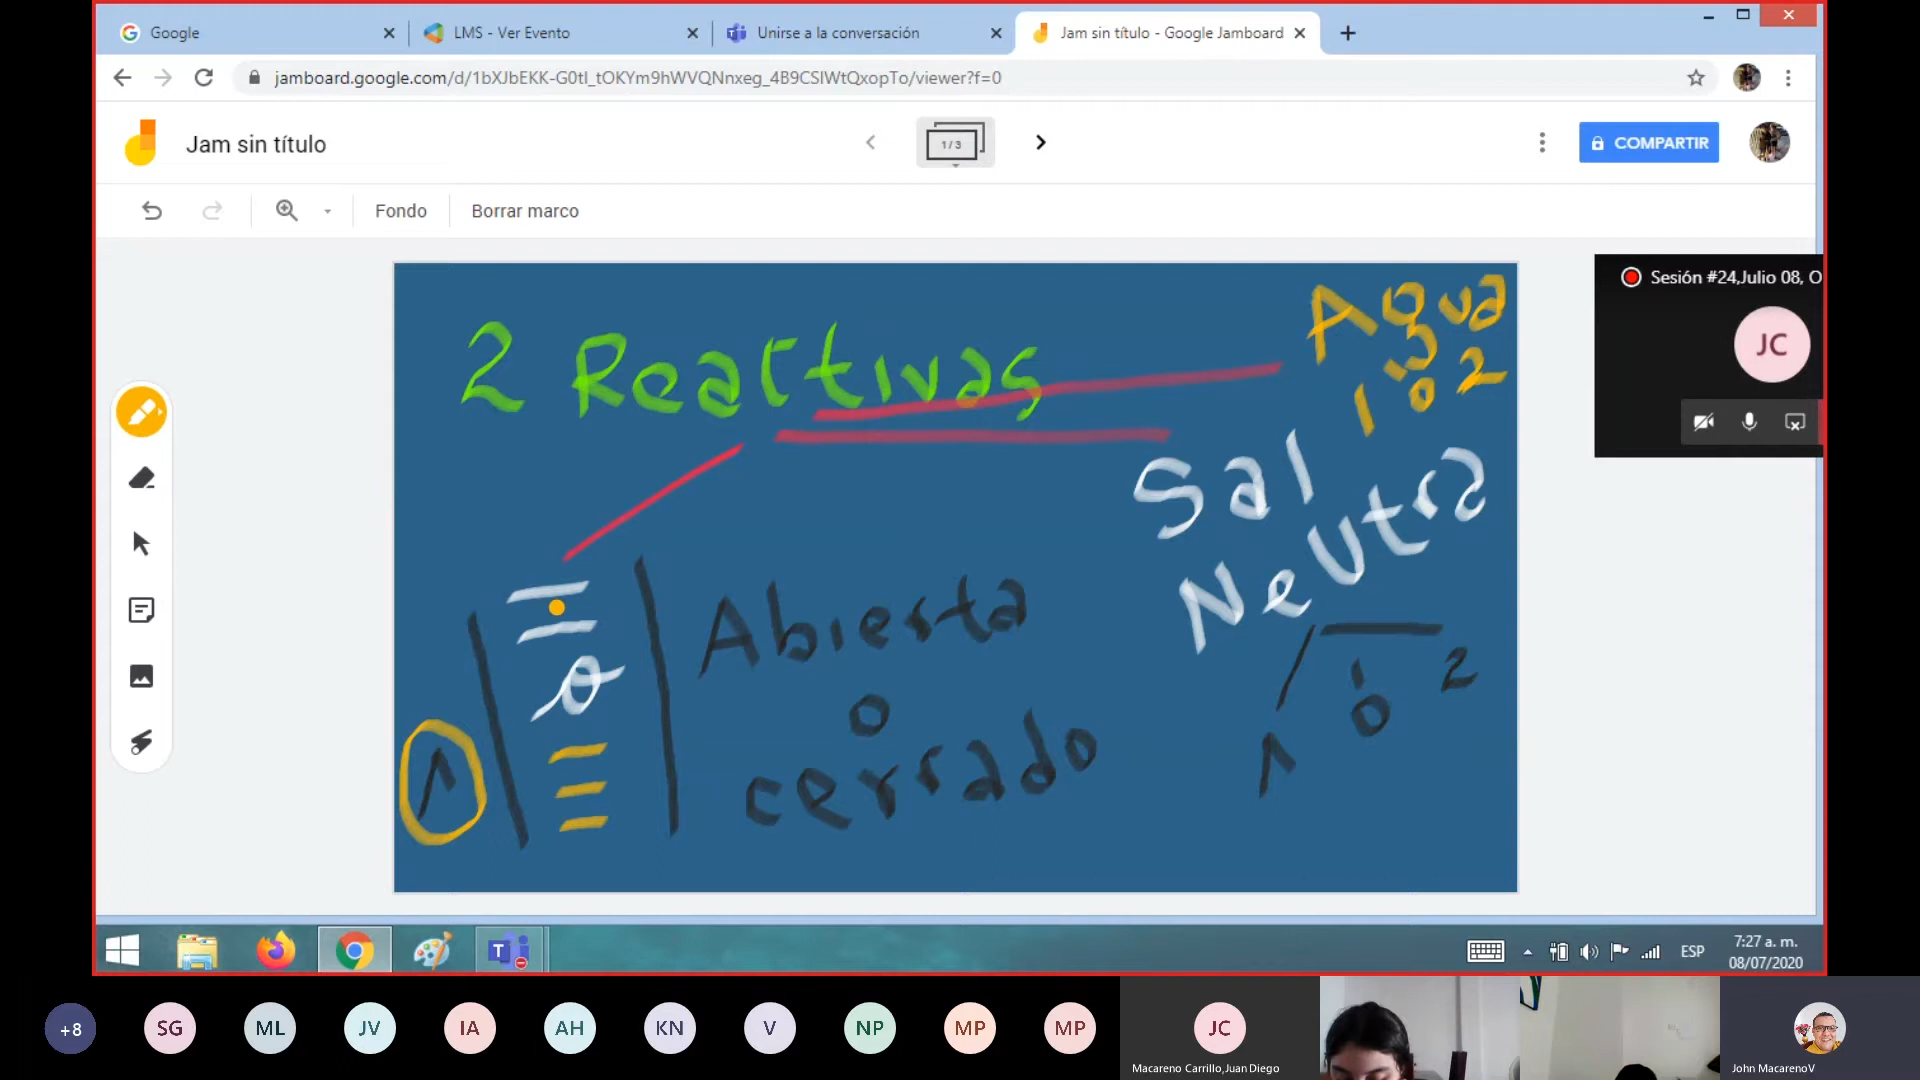 Google
LMS - Ver Evento
Unirse a la conversación
Jam sin título - Google Jamboard
jamboard.google.com/d/1bXJbEKK-G0tI_tOKYm9hWVQNnxeg_4B9CSIWtQxopTo/viewer?f=0
Jam sin título
1 / 3
COMPARTIR
Fondo
Borrar marco
Sesión #24,Julio 08, O
JC
2 Reactivas
Agua
1 ó 2
Sal
Neutra
Abierta
o
cerrado
1 ó 2
1
1
ESP
7:27 a. m.
08/07/2020
+8
SG
ML
JV
IA
AH
KN
V
NP
MP
MP
JC
Macareno Carrillo,Juan Diego
John MacarenoV